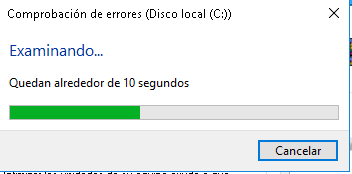 Comprobación de errores (Disco local (C:))
Examinando...
Quedan alrededor de 10 segundos
Cancelar